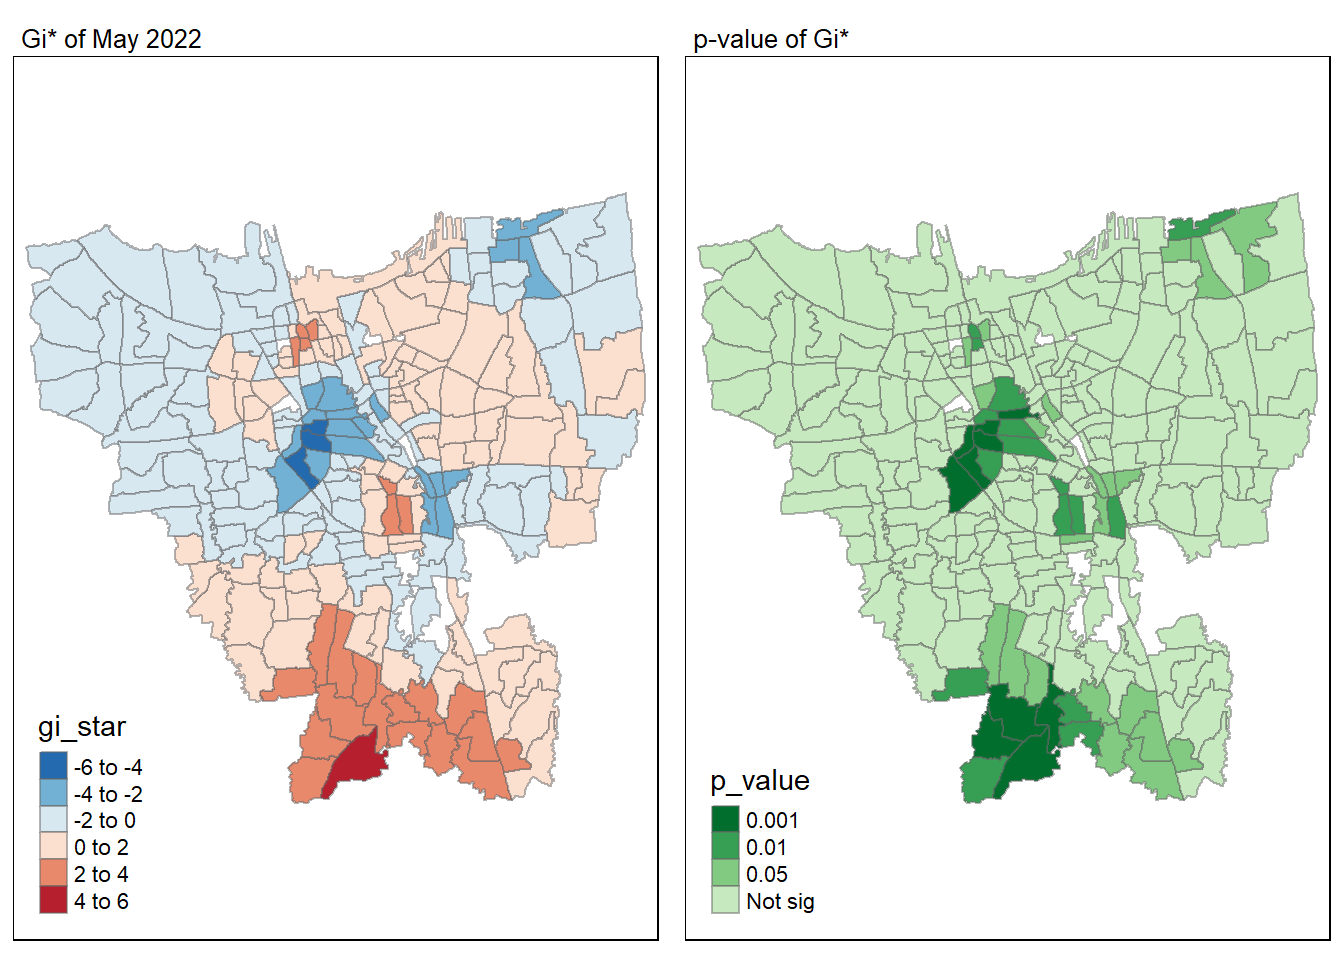 Gi* of May 2022
gi_star
-6 to -4
-4 to -2
-2 to 0
0 to 2
2 to 4
4 to 6
p-value of Gi*
p_value
0.001
0.01
0.05
Not sig